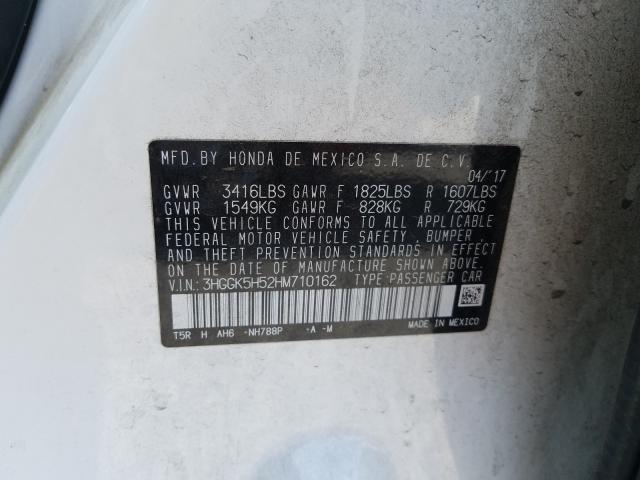 MFD. BY HONDA DE MEXICO S.A. DE C.V.
04/'17
GVWR 3416LBS GAWR F 1825LBS R 1607LBS
GVWR 1549KG GAWR F 828KG R 729KG
THIS VEHICLE CONFORMS TO ALL APPLICABLE
FEDERAL MOTOR VEHICLE SAFETY, BUMPER
AND THEFT PREVENTION STANDARDS IN EFFECT
ON THE DATE OF MANUFACTURE SHOWN ABOVE.
V.I.N: 3HGGK5H52HM710162 TYPE PASSENGER CAR
T5R H AH6 -NH788P -A -M
MADE IN MEXICO